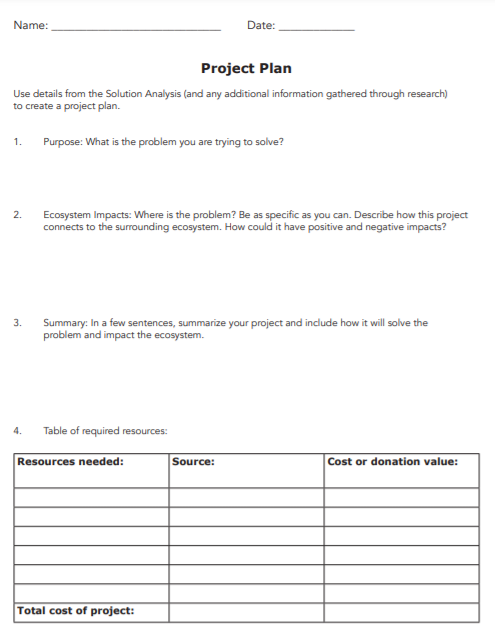 Name: ____________________________ Date: ____________
Project Plan
Use details from the Solution Analysis (and any additional information gathered through research)
to create a project plan.
1. Purpose: What is the problem you are trying to solve?
2. Ecosystem Impacts: Where is the problem? Be as specific as you can. Describe how this project
connects to the surrounding ecosystem. How could it have positive and negative impacts?
3. Summary: In a few sentences, summarize your project and include how it will solve the
problem and impact the ecosystem.
4. Table of required resources:
Resources needed: Source: Cost or donation value:
Total cost of project: